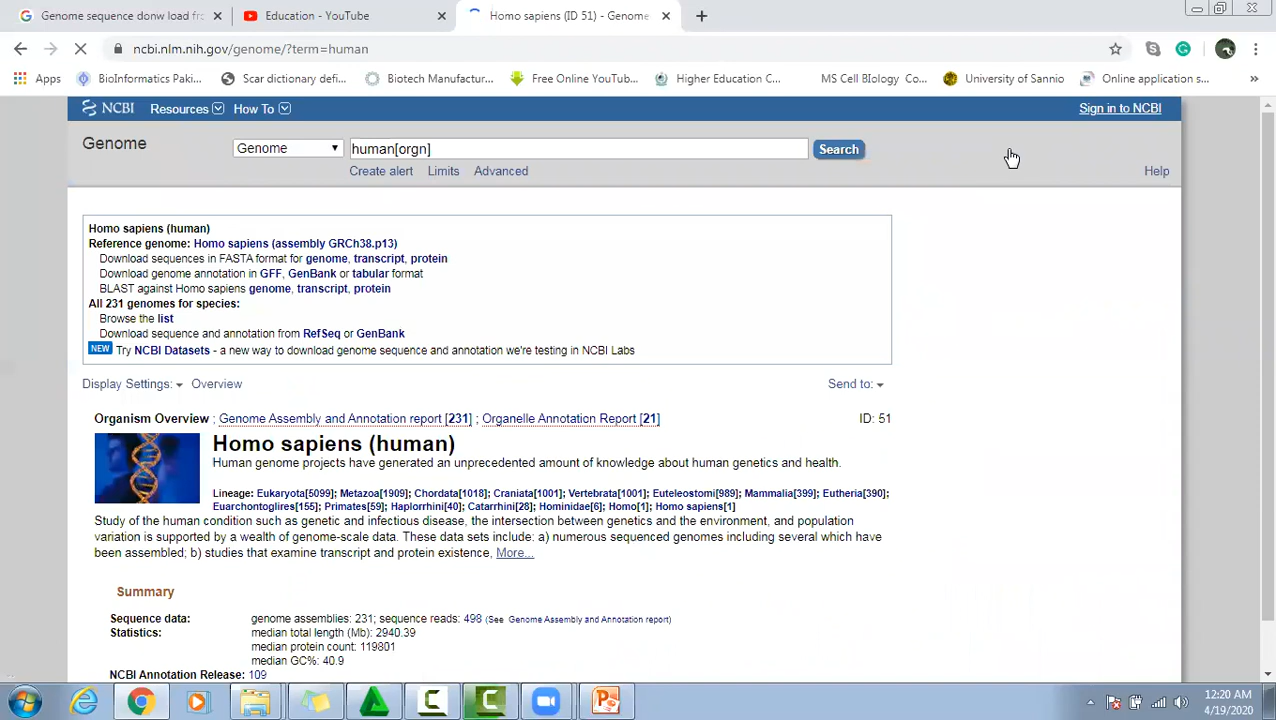 Genome sequence donw load fr
Education - YouTube
Homo sapiens (ID 51) - Genome
ncbi.nlm.nih.gov/genome/?term=human
Apps
BioInformatics Paki...
Scar dictionary defi...
Biotech Manufactur...
Free Online YouTub...
Higher Education C...
MS Cell BIology Co...
University of Sannio
Online application s...
NCBI Resources How To Sign in to NCBI
Genome
Genome human[orgn] Search
Create alert Limits Advanced Help
Homo sapiens (human)
Reference genome: Homo sapiens (assembly GRCh38.p13)
Download sequences in FASTA format for genome, transcript, protein
Download genome annotation in GFF, GenBank or tabular format
BLAST against Homo sapiens genome, transcript, protein
All 231 genomes for species:
Browse the list
Download sequence and annotation from RefSeq or GenBank
NEW Try NCBI Datasets - a new way to download genome sequence and annotation we're testing in NCBI Labs
Display Settings: Overview Send to:
Organism Overview ; Genome Assembly and Annotation report [231] ; Organelle Annotation Report [21] ID: 51
Homo sapiens (human)
Human genome projects have generated an unprecedented amount of knowledge about human genetics and health.
Lineage: Eukaryota[5099]; Metazoa[1909]; Chordata[1018]; Craniata[1001]; Vertebrata[1001]; Euteleostomi[989]; Mammalia[399]; Eutheria[390];
Euarchontoglires[155]; Primates[59]; Haplorrhini[40]; Catarrhini[28]; Hominidae[6]; Homo[1]; Homo sapiens[1]
Study of the human condition such as genetic and infectious disease, the intersection between genetics and the environment, and population
variation is supported by a wealth of genome-scale data. These data sets include: a) numerous sequenced genomes including several which have
been assembled; b) studies that examine transcript and protein existence, More...
Summary
Sequence data: genome assemblies: 231; sequence reads: 498 (See Genome Assembly and Annotation report)
Statistics: median total length (Mb): 2940.39
median protein count: 119801
median GC%: 40.9
NCBI Annotation Release: 109
12:20 AM
4/19/2020